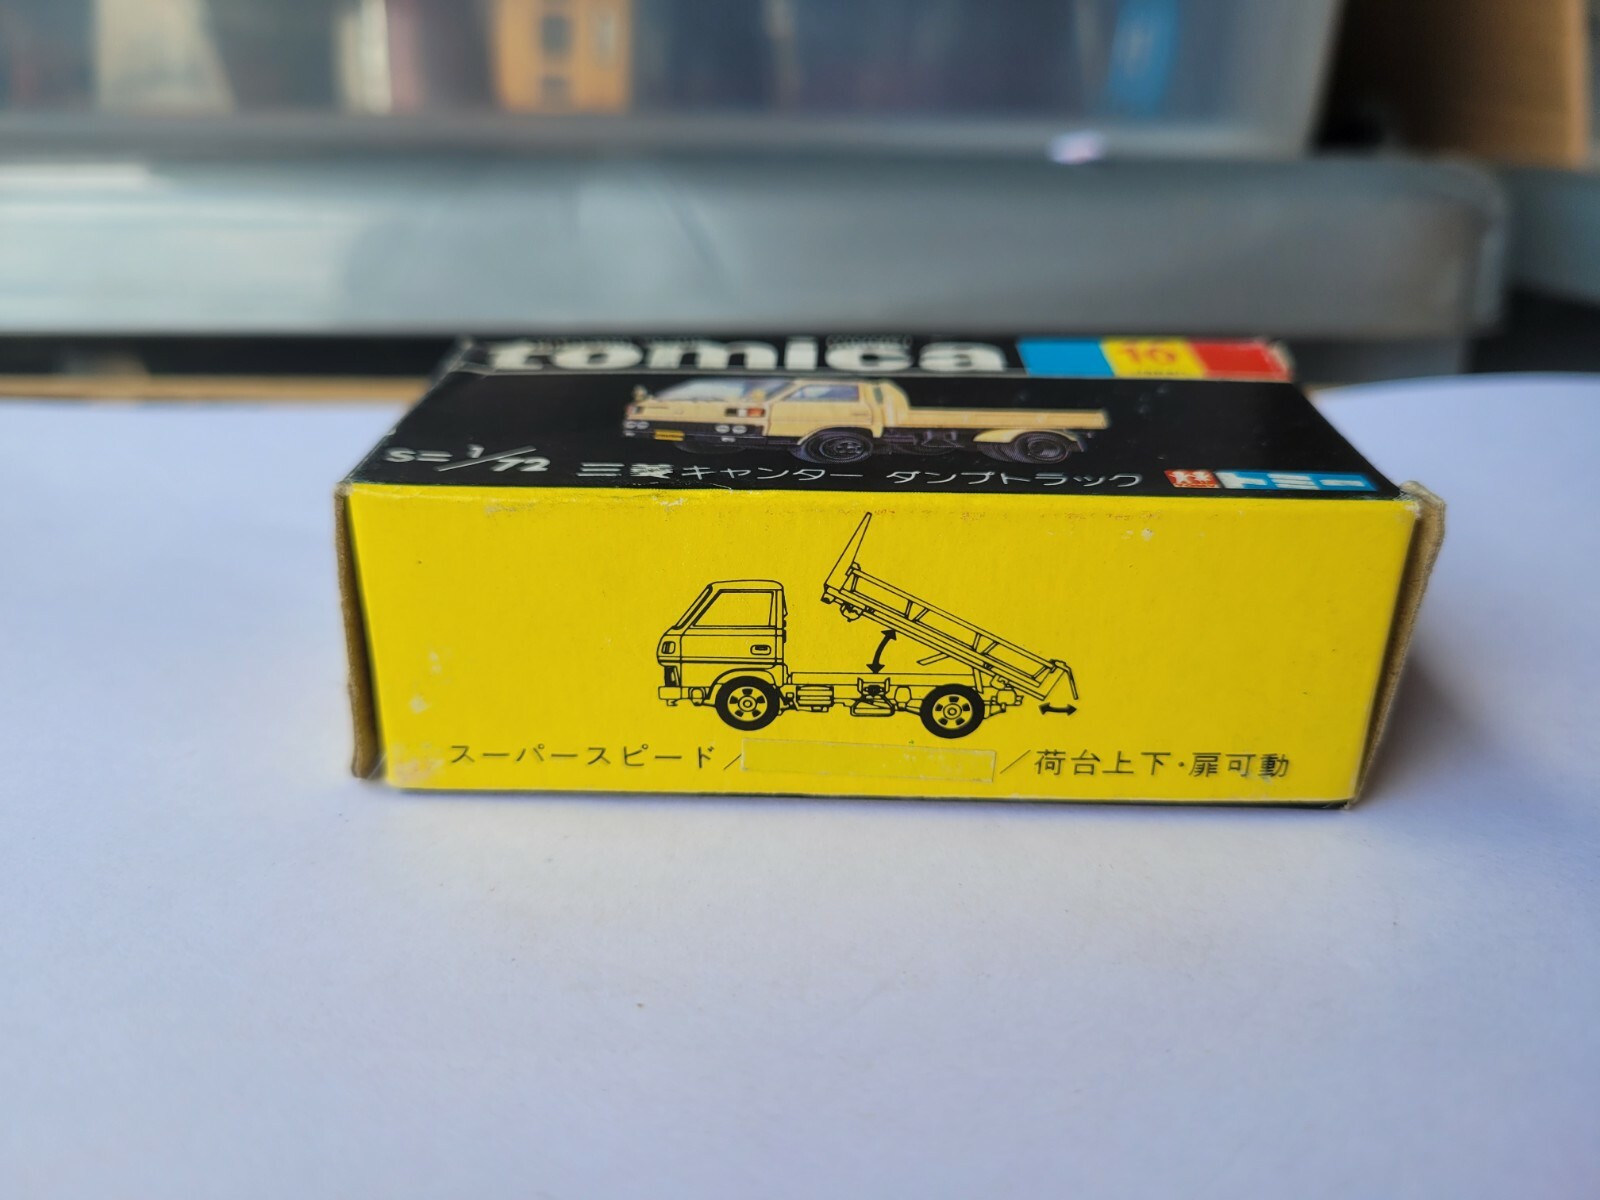 tomica
10
S=1/72 三菱キャンター ダンプトラック トミー
スーパースピード/ /荷台上下・扉可動